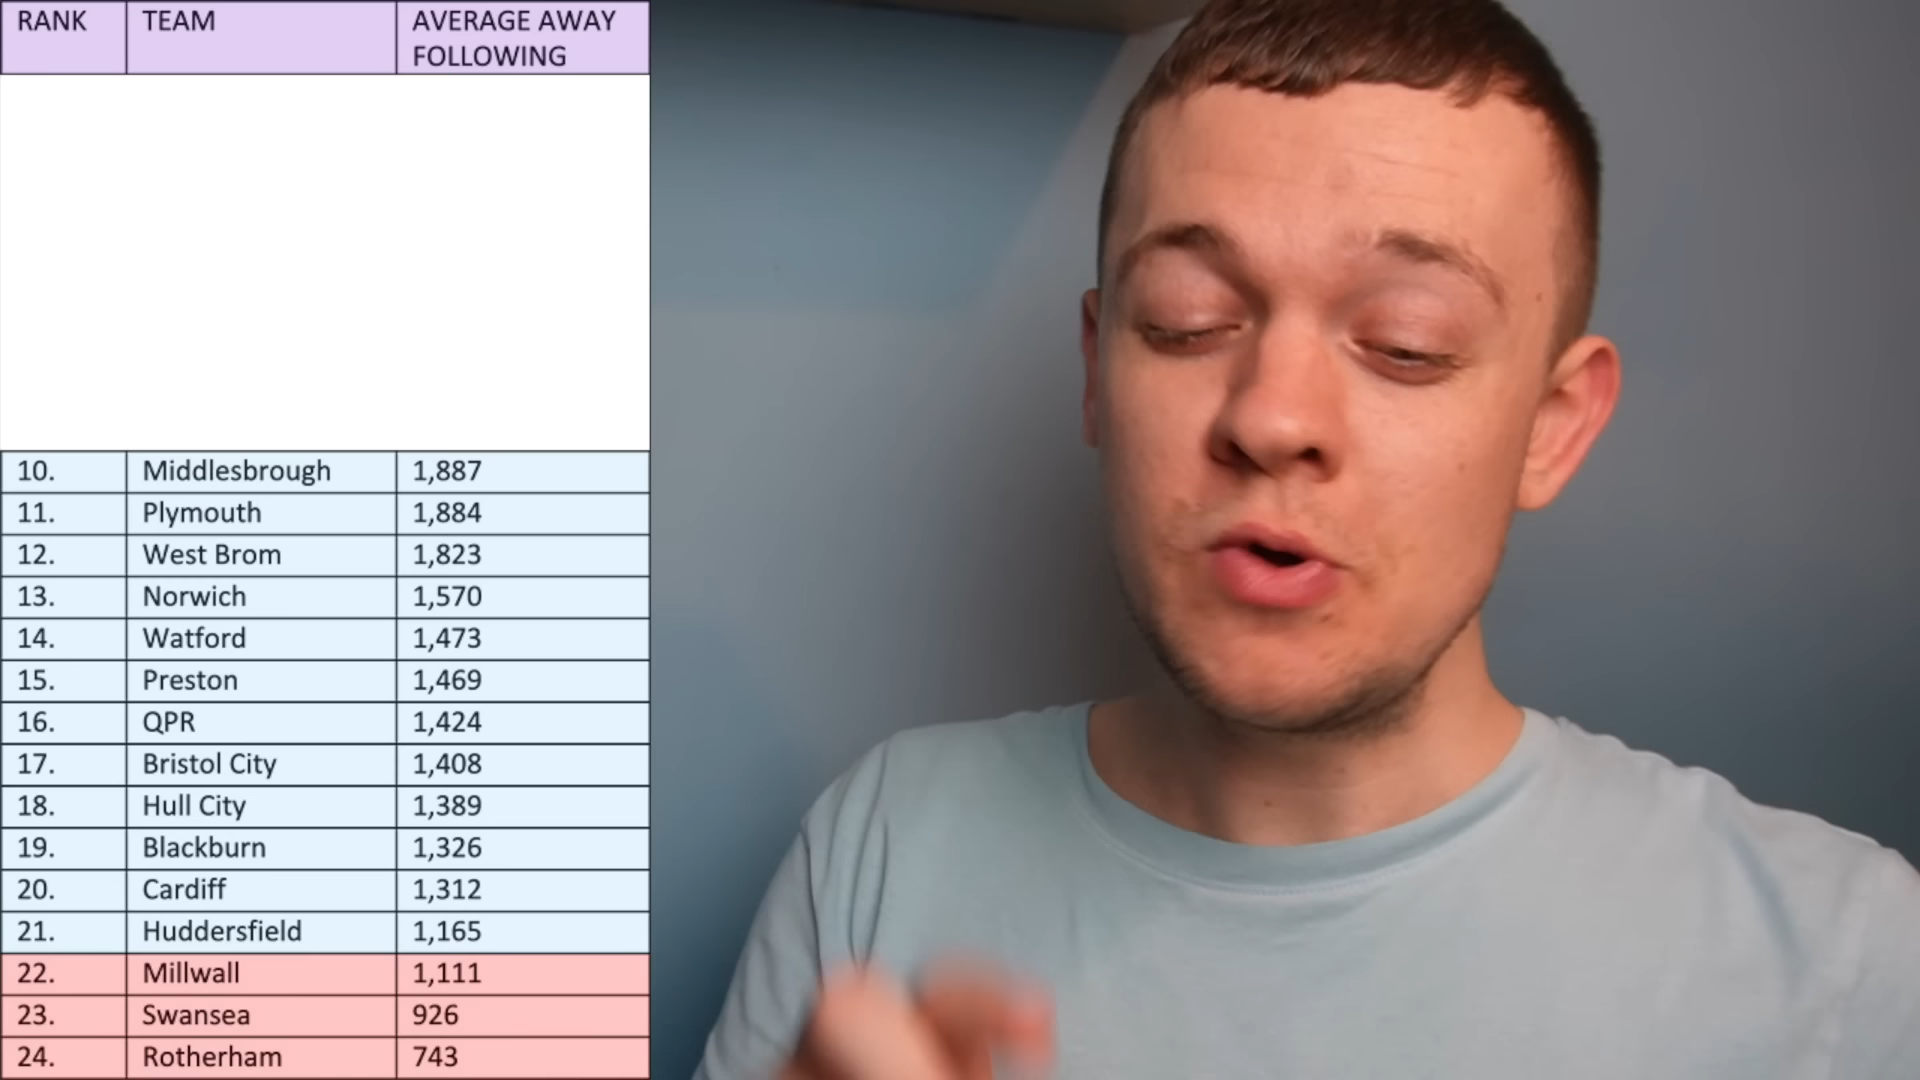 RANK TEAM AVERAGE AWAY
FOLLOWING
10. Middlesbrough 1,887
11. Plymouth 1,884
12. West Brom 1,823
13. Norwich 1,570
14. Watford 1,473
15. Preston 1,469
16. QPR 1,424
17. Bristol City 1,408
18. Hull City 1,389
19. Blackburn 1,326
20. Cardiff 1,312
21. Huddersfield 1,165
22. Millwall 1,111
23. Swansea 926
24. Rotherham 743